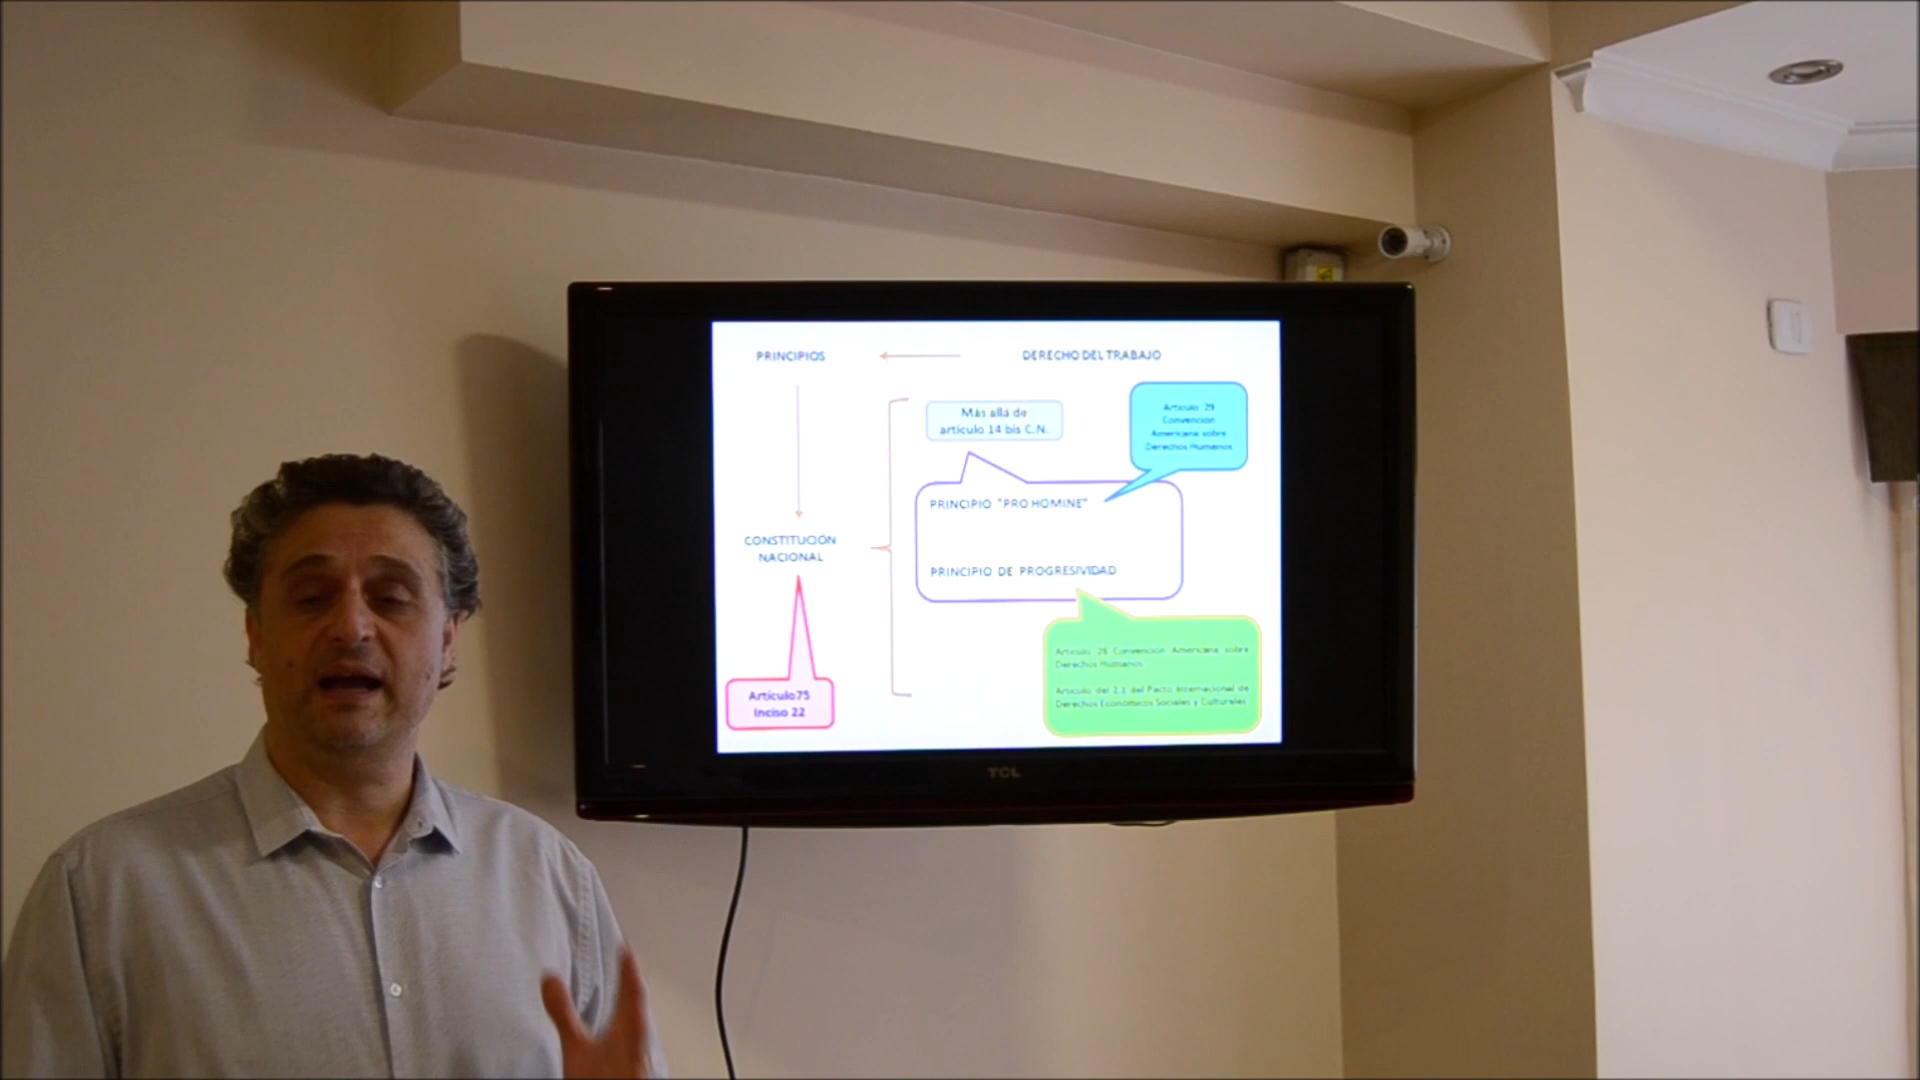 PRINCIPIOS
DERECHO DEL TRABAJO
Más allá de
artículo 14 bis C.N.
Artículo 29
Convención
Americana sobre
Derechos Humanos
PRINCIPIO "PRO HOMINE"
CONSTITUCIÓN
NACIONAL
PRINCIPIO DE PROGRESIVIDAD
Artículo 26 Convención Americana sobre
Derechos Humanos
Artículo del 2.1 del Pacto Internacional de
Derechos Económicos Sociales y Culturales
Artículo 75
Inciso 22
TCL